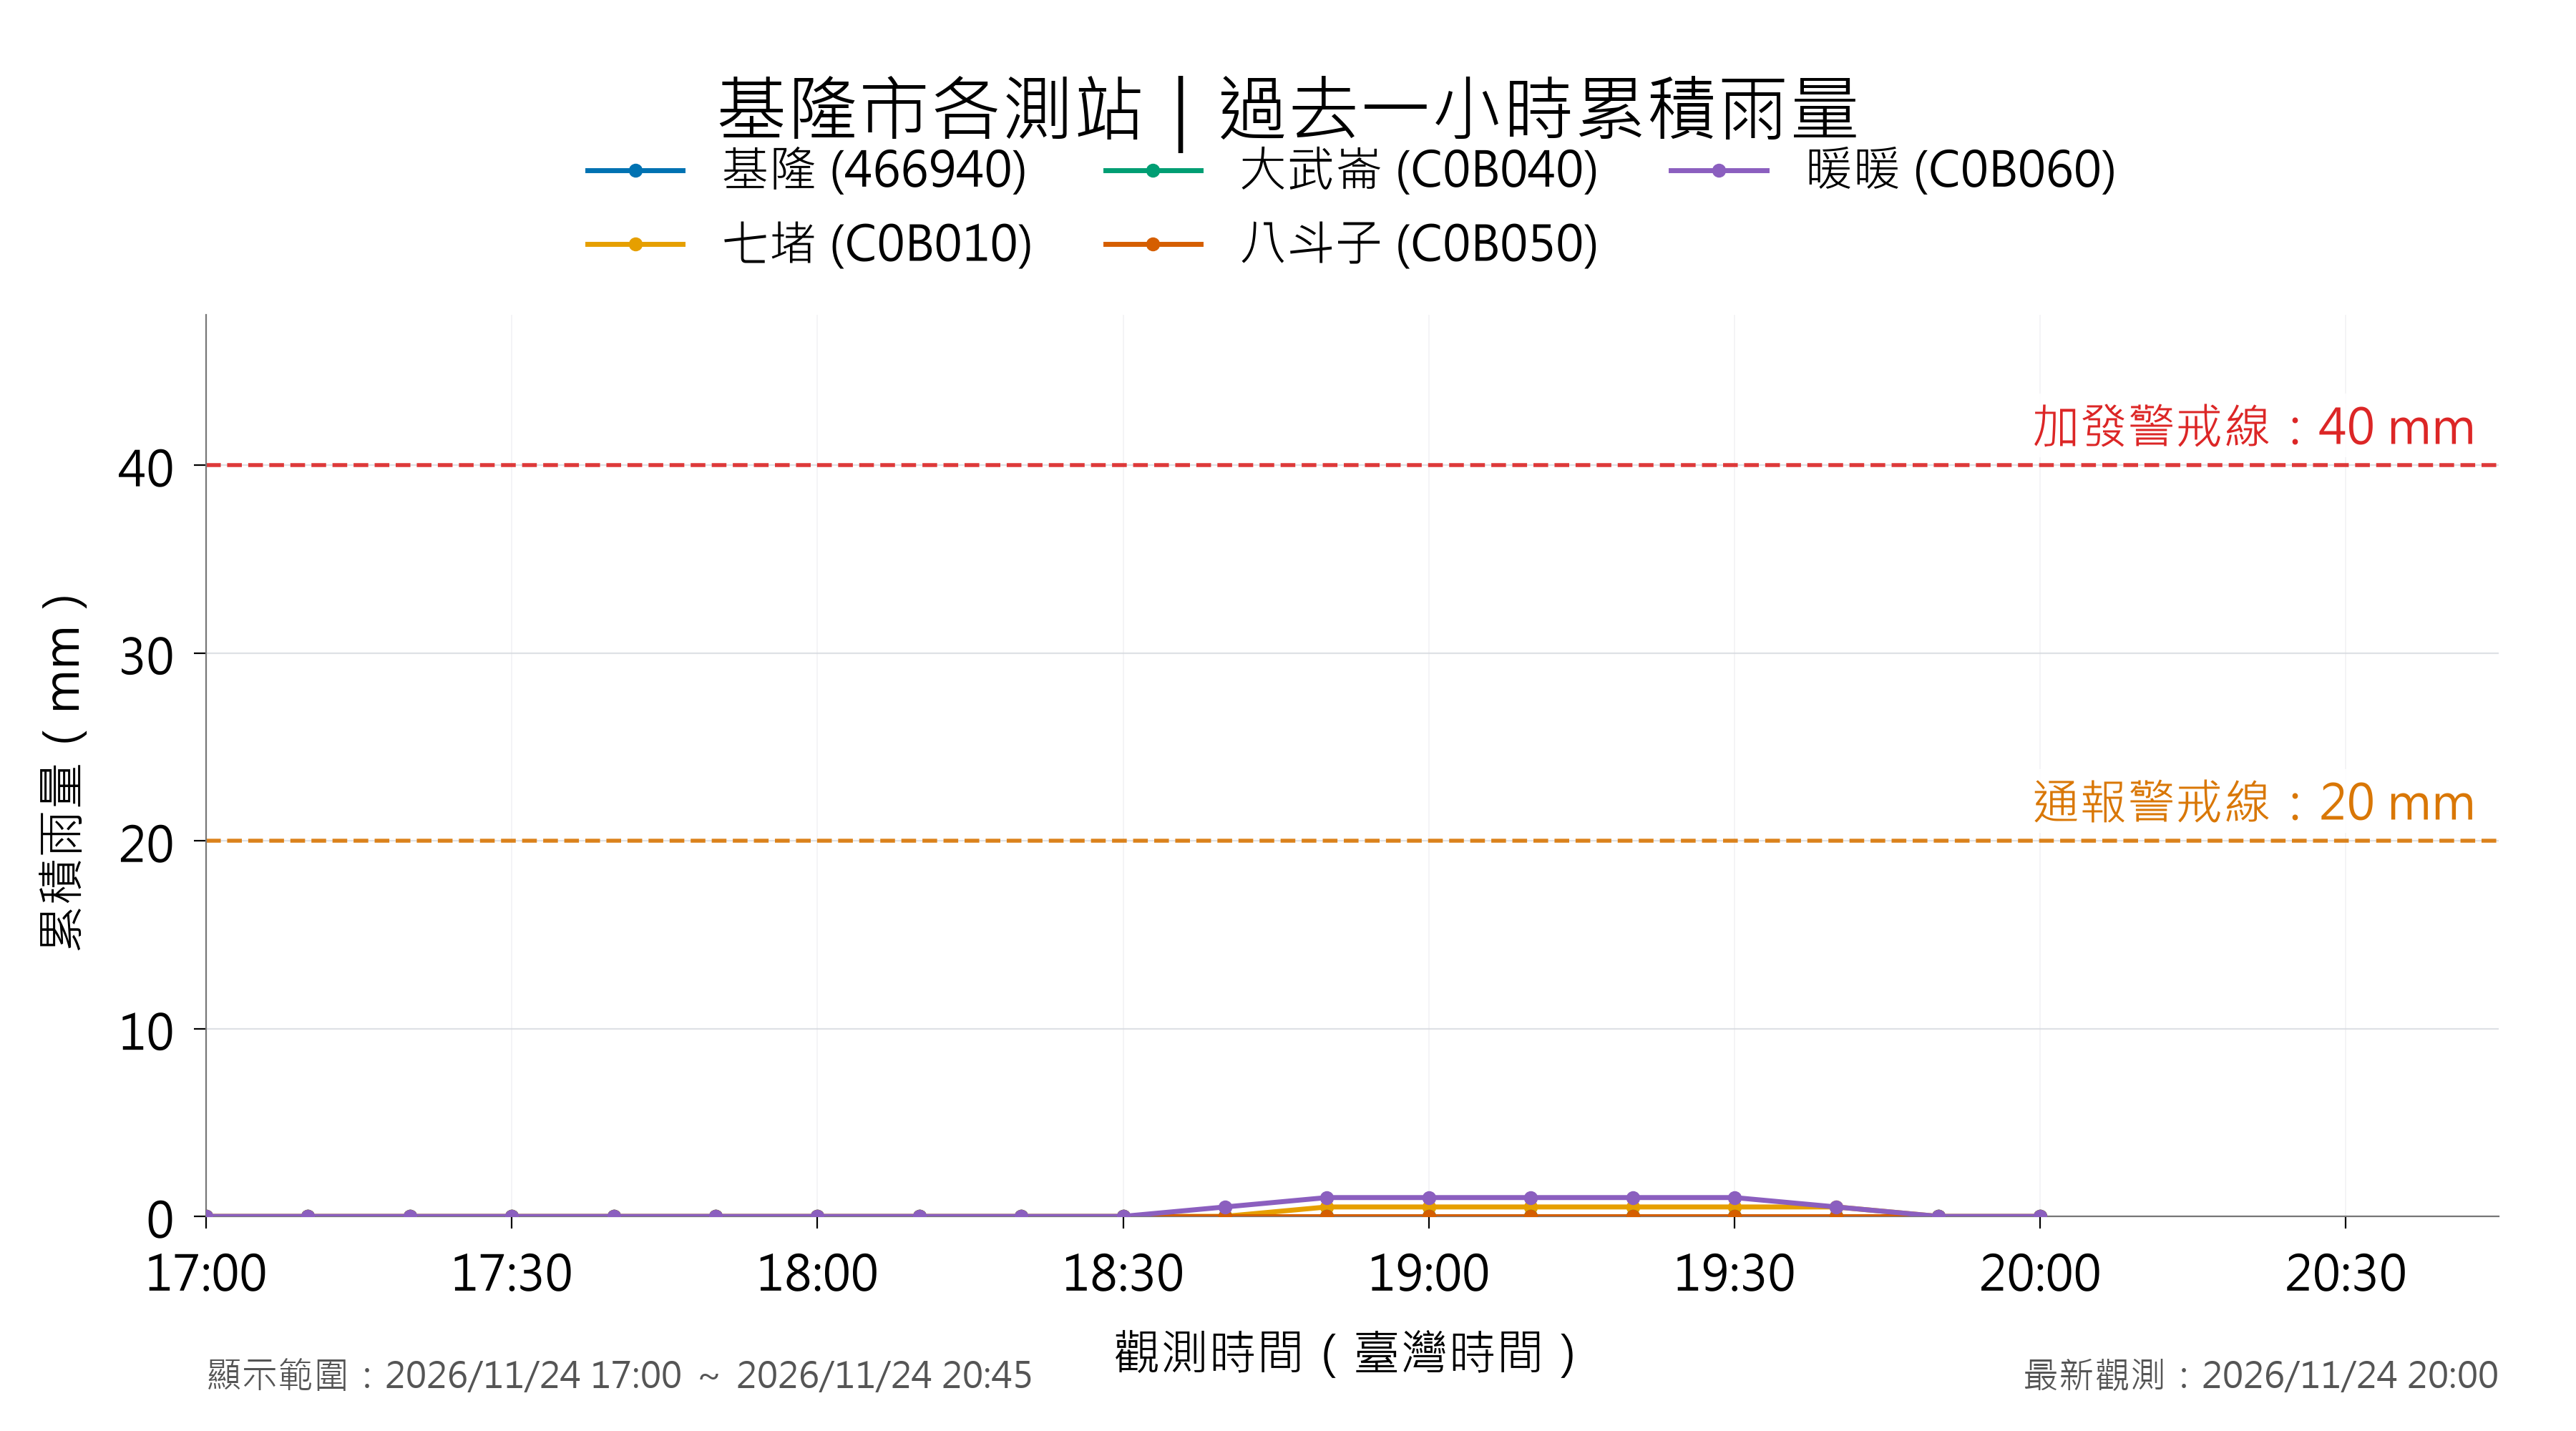 基隆市各測站｜過去一小時累積雨量
基隆 (466940)
大武崙 (C0B040)
暖暖 (C0B060)
七堵 (C0B010)
八斗子 (C0B050)
累積雨量（mm）
加發警戒線：40 mm
通報警戒線：20 mm
40
30
20
10
0
17:00
17:30
18:00
18:30
19:00
19:30
20:00
20:30
觀測時間（臺灣時間）
顯示範圍：2026/11/24 17:00 ~ 2026/11/24 20:45
最新觀測：2026/11/24 20:00